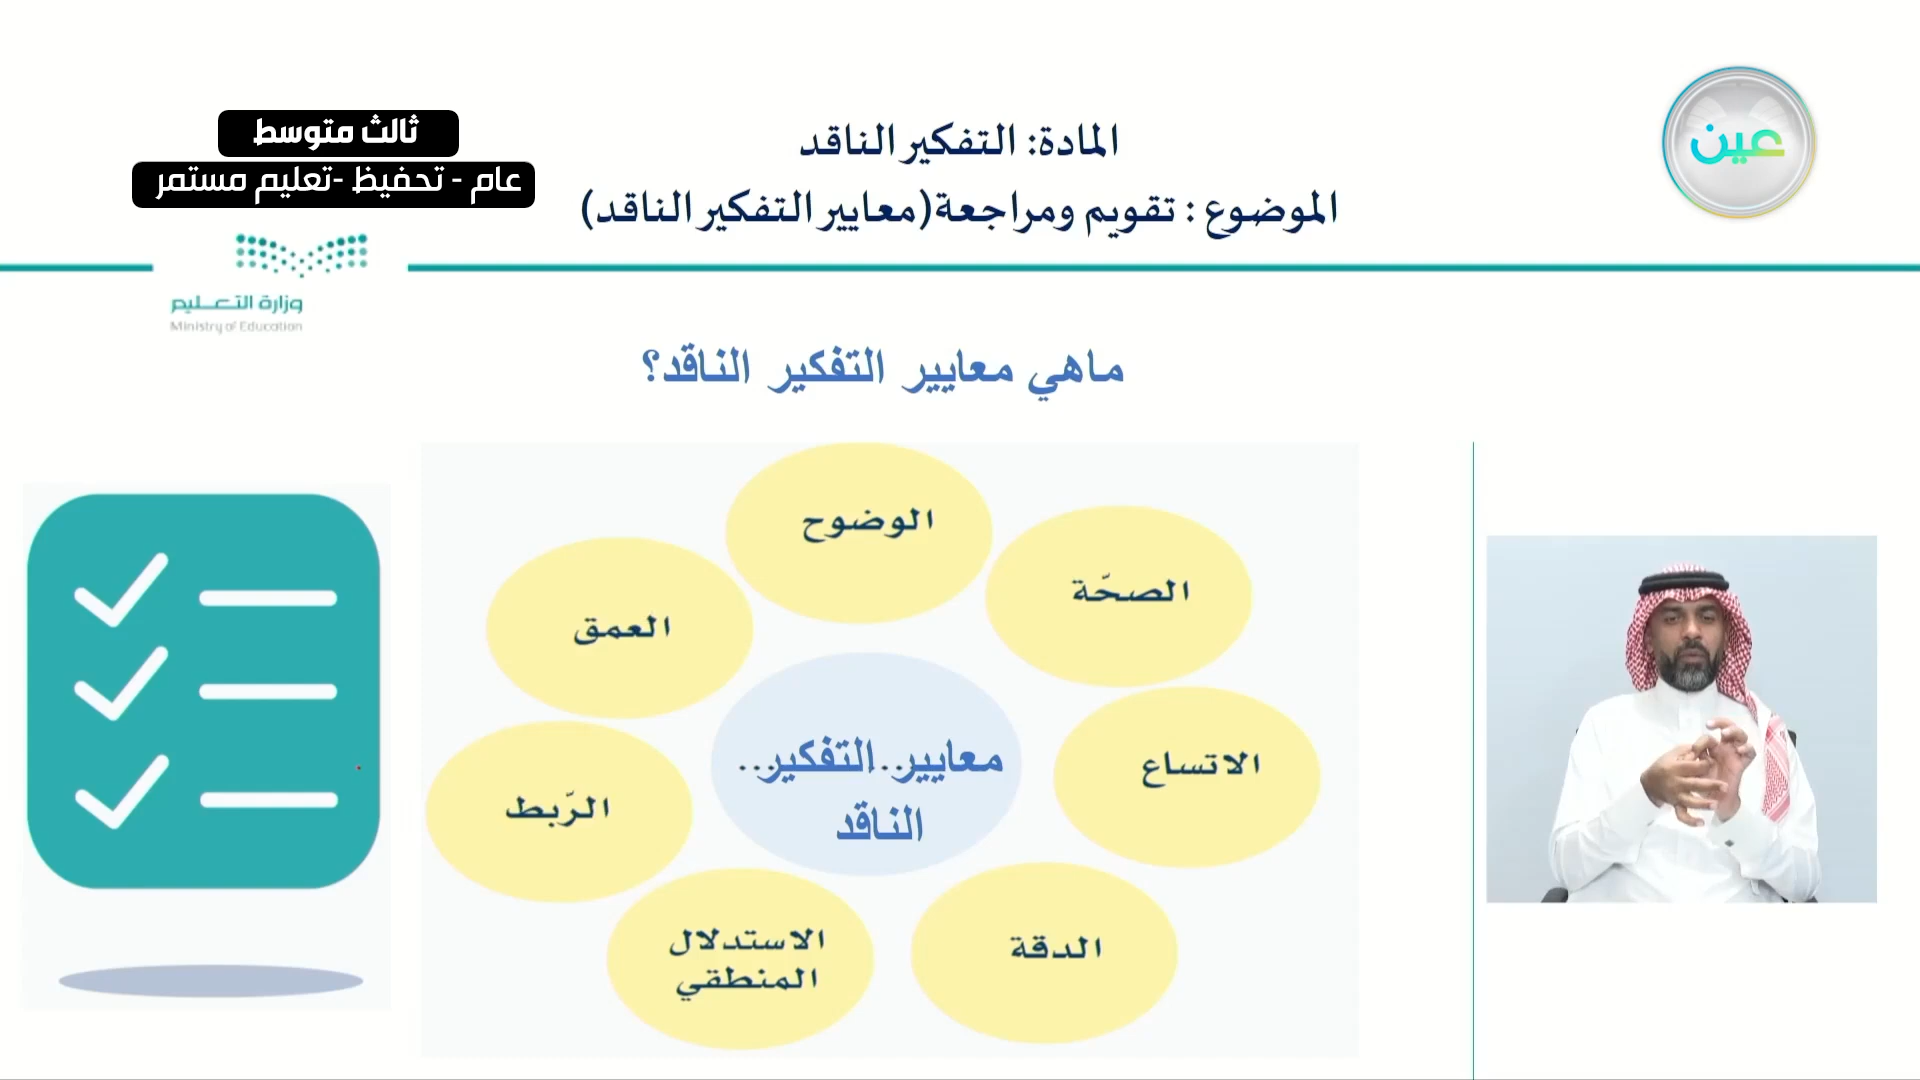 ثالث متوسط
عام - تحفيظ -تعليم مستمر
المادة: التفكير الناقد
الموضوع : تقويم ومراجعة(معايير التفكير الناقد)
عين
وزارة التعـــليم
Ministry of Education
ماهي معايير التفكير الناقد؟
الوضوح
الصحّة
العمق
الاتساع
معايير..التفكير..
الناقد
الرّبط
الدقة
الاستدلال
المنطقي